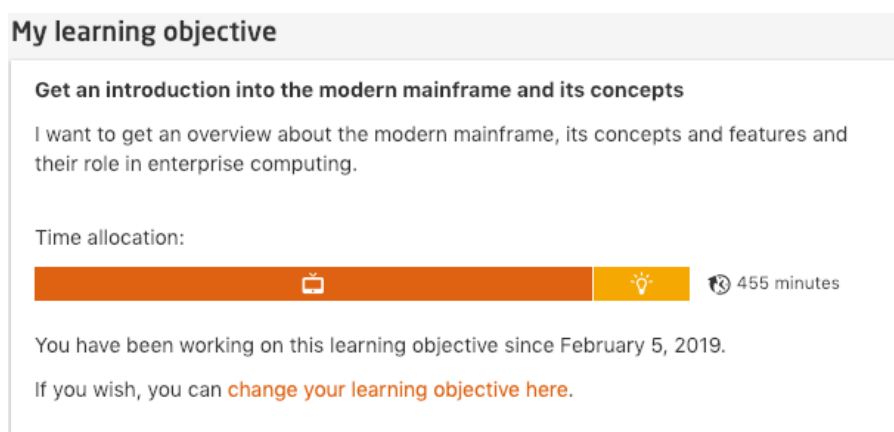 My learning objective
Get an introduction into the modern mainframe and its concepts
I want to get an overview about the modern mainframe, its concepts and features and
their role in enterprise computing.
Time allocation:
455 minutes
You have been working on this learning objective since February 5, 2019.
If you wish, you can change your learning objective here.